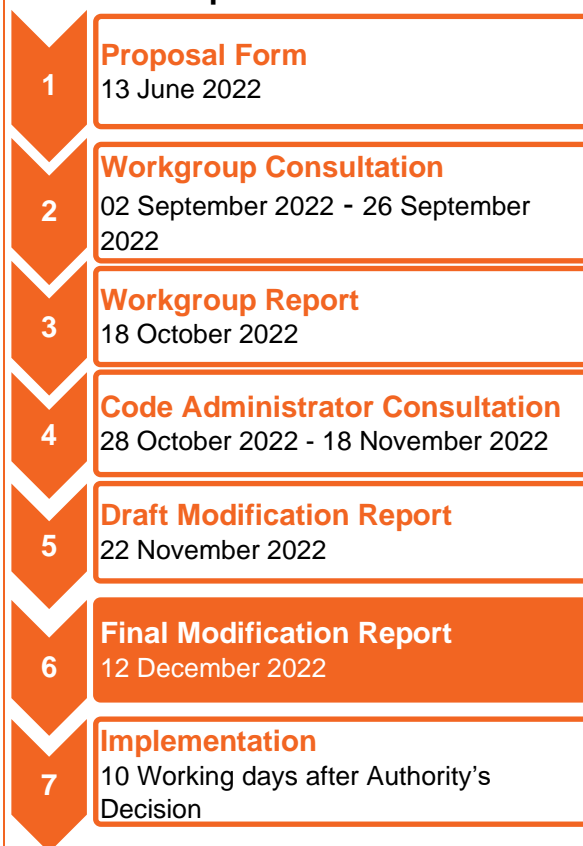 1
Proposal Form
13 June 2022
2
Workgroup Consultation
02 September 2022 - 26 September
2022
3
Workgroup Report
18 October 2022
4
Code Administrator Consultation
28 October 2022 - 18 November 2022
5
Draft Modification Report
22 November 2022
6
Final Modification Report
12 December 2022
7
Implementation
10 Working days after Authority’s
Decision